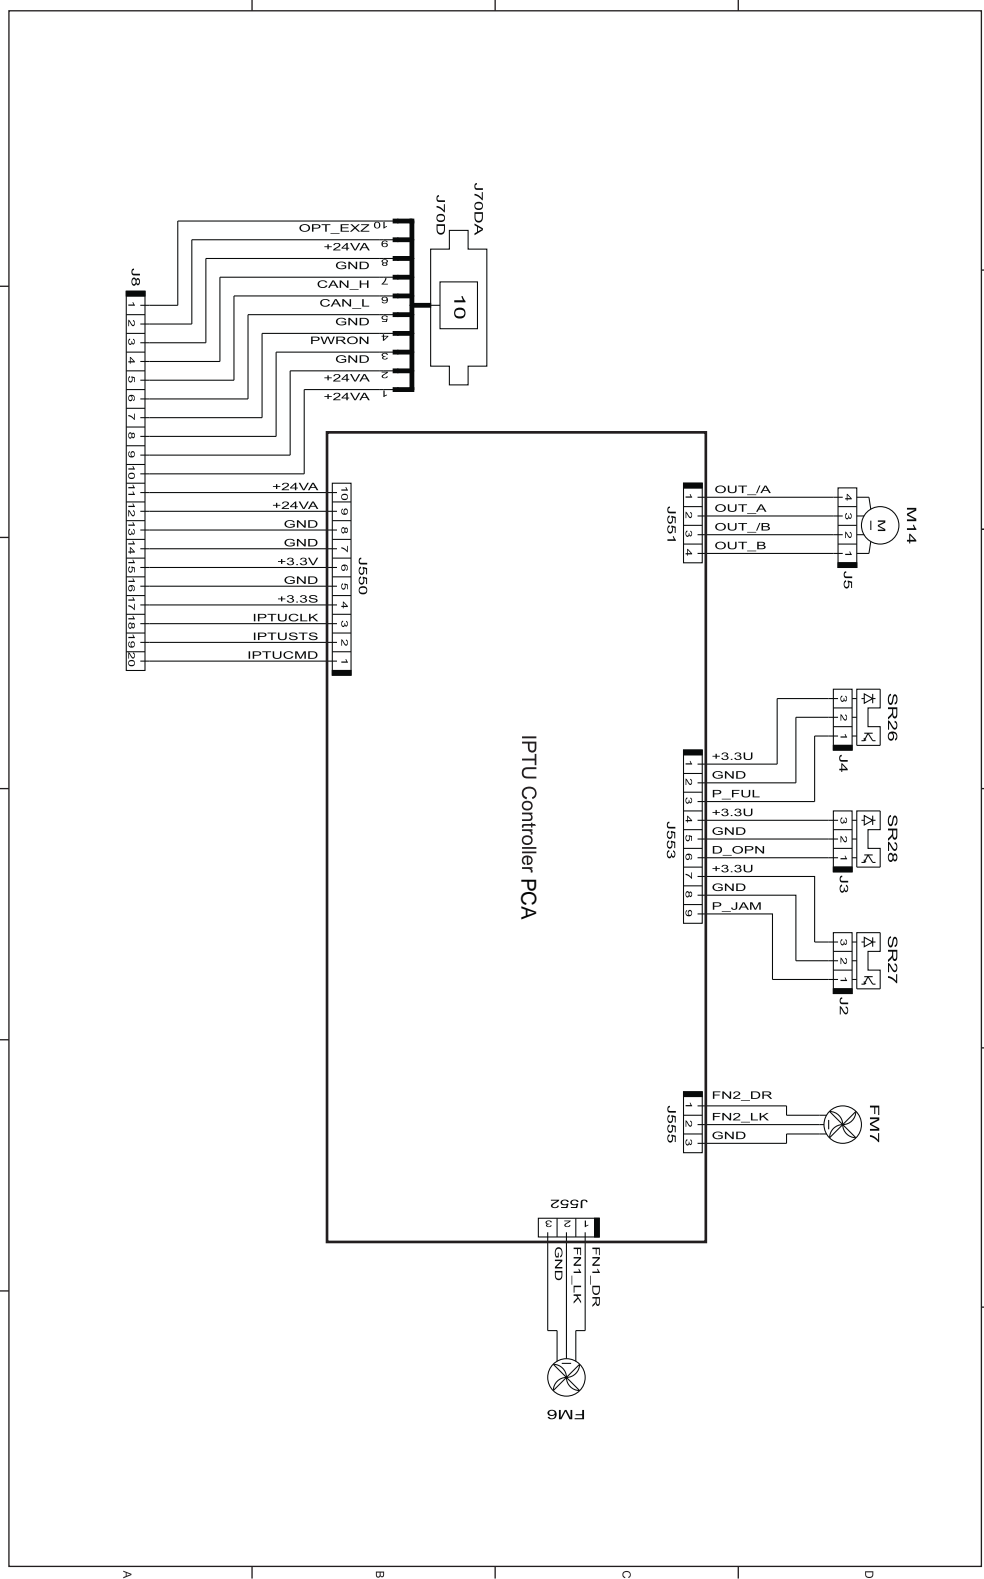 J70DA
J70D
10
10
OPT_EXZ
9
+24VA
8
GND
7
CAN_H
6
CAN_L
5
GND
4
PWRON
3
GND
2
+24VA
1
+24VA
J8
1
2
3
4
5
6
7
8
9
10
11
12
13
14
15
16
17
18
19
20
+24VA
+24VA
GND
GND
+3.3V
GND
+3.3S
IPTUCLK
IPTUSTS
IPTUCMD
10
9
8
7
6
5
4
3
2
1
J550
IPTU Controller PCA
J551
1
2
3
4
OUT_/A
OUT_A
OUT_/B
OUT_B
4
3
2
1
J5
M
M14
J553
1
2
3
4
5
6
7
8
9
+3.3U
GND
P_FUL
+3.3U
GND
D_OPN
+3.3U
GND
P_JAM
3
2
1
J4
SR26
3
2
1
J3
SR28
3
2
1
J2
SR27
J555
1
2
3
FN2_DR
FN2_LK
GND
FM7
J552
3
2
1
GND
FN1_LK
FN1_DR
FM6
A
B
C
D